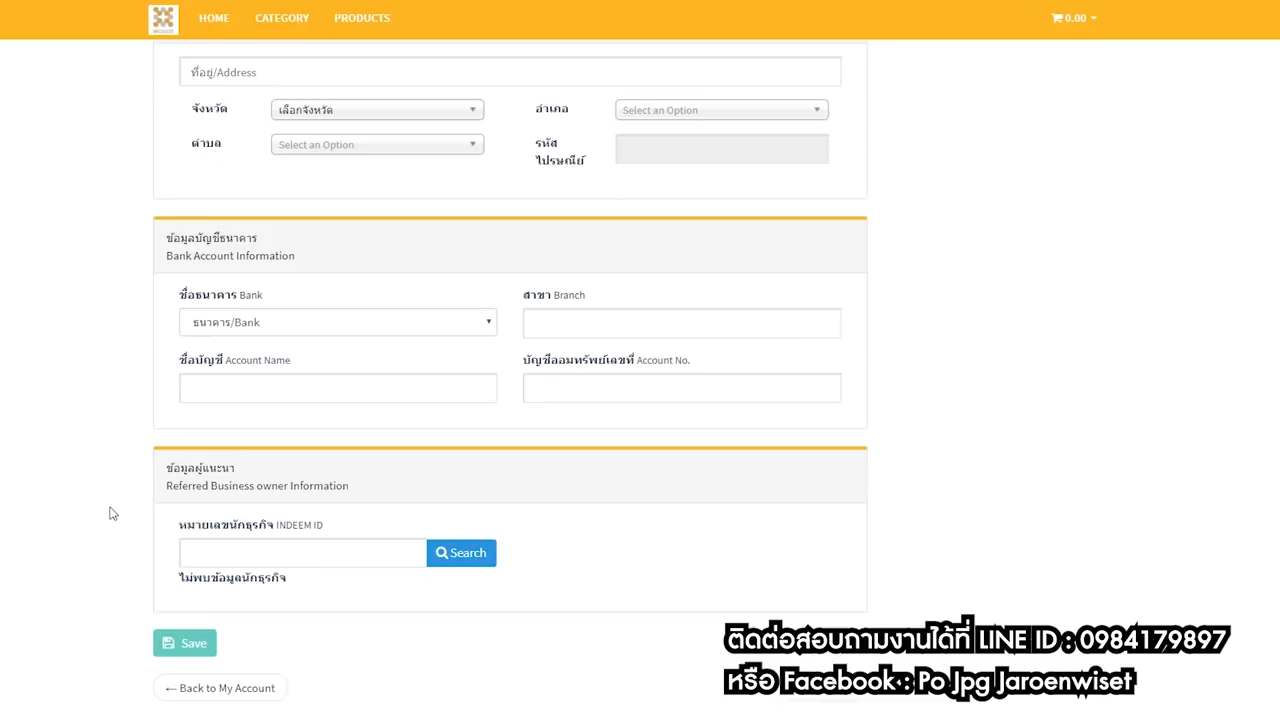 HOME CATEGORY PRODUCTS 0.00
ที่อยู่/Address
จังหวัด เลือกจังหวัด อำเภอ Select an Option
ตำบล Select an Option รหัส
ไปรษณีย์
ข้อมูลบัญชีธนาคาร
Bank Account Information
ชื่อธนาคาร Bank สาขา Branch
ธนาคาร/Bank
ชื่อบัญชี Account Name บัญชีออมทรัพย์เลขที่ Account No.
ข้อมูลผู้แนะนำ
Referred Business owner Information
หมายเลขนักธุรกิจ INDEEM ID
Search
ไม่พบข้อมูลนักธุรกิจ
Save
← Back to My Account
ติดต่อสอบถามงานได้ที่ LINE ID : 0984179897
หรือ Facebook : Po Jpg Jaroenwiset